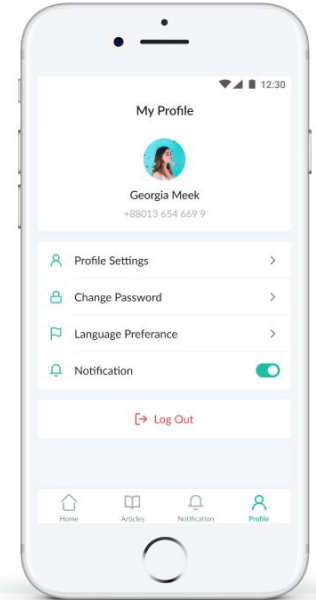 12:30
My Profile
Georgia Meek
+88013 654 669 9
Profile Settings
Change Password
Language Preferance
Notification
Log Out
Home Articles Notification Profile